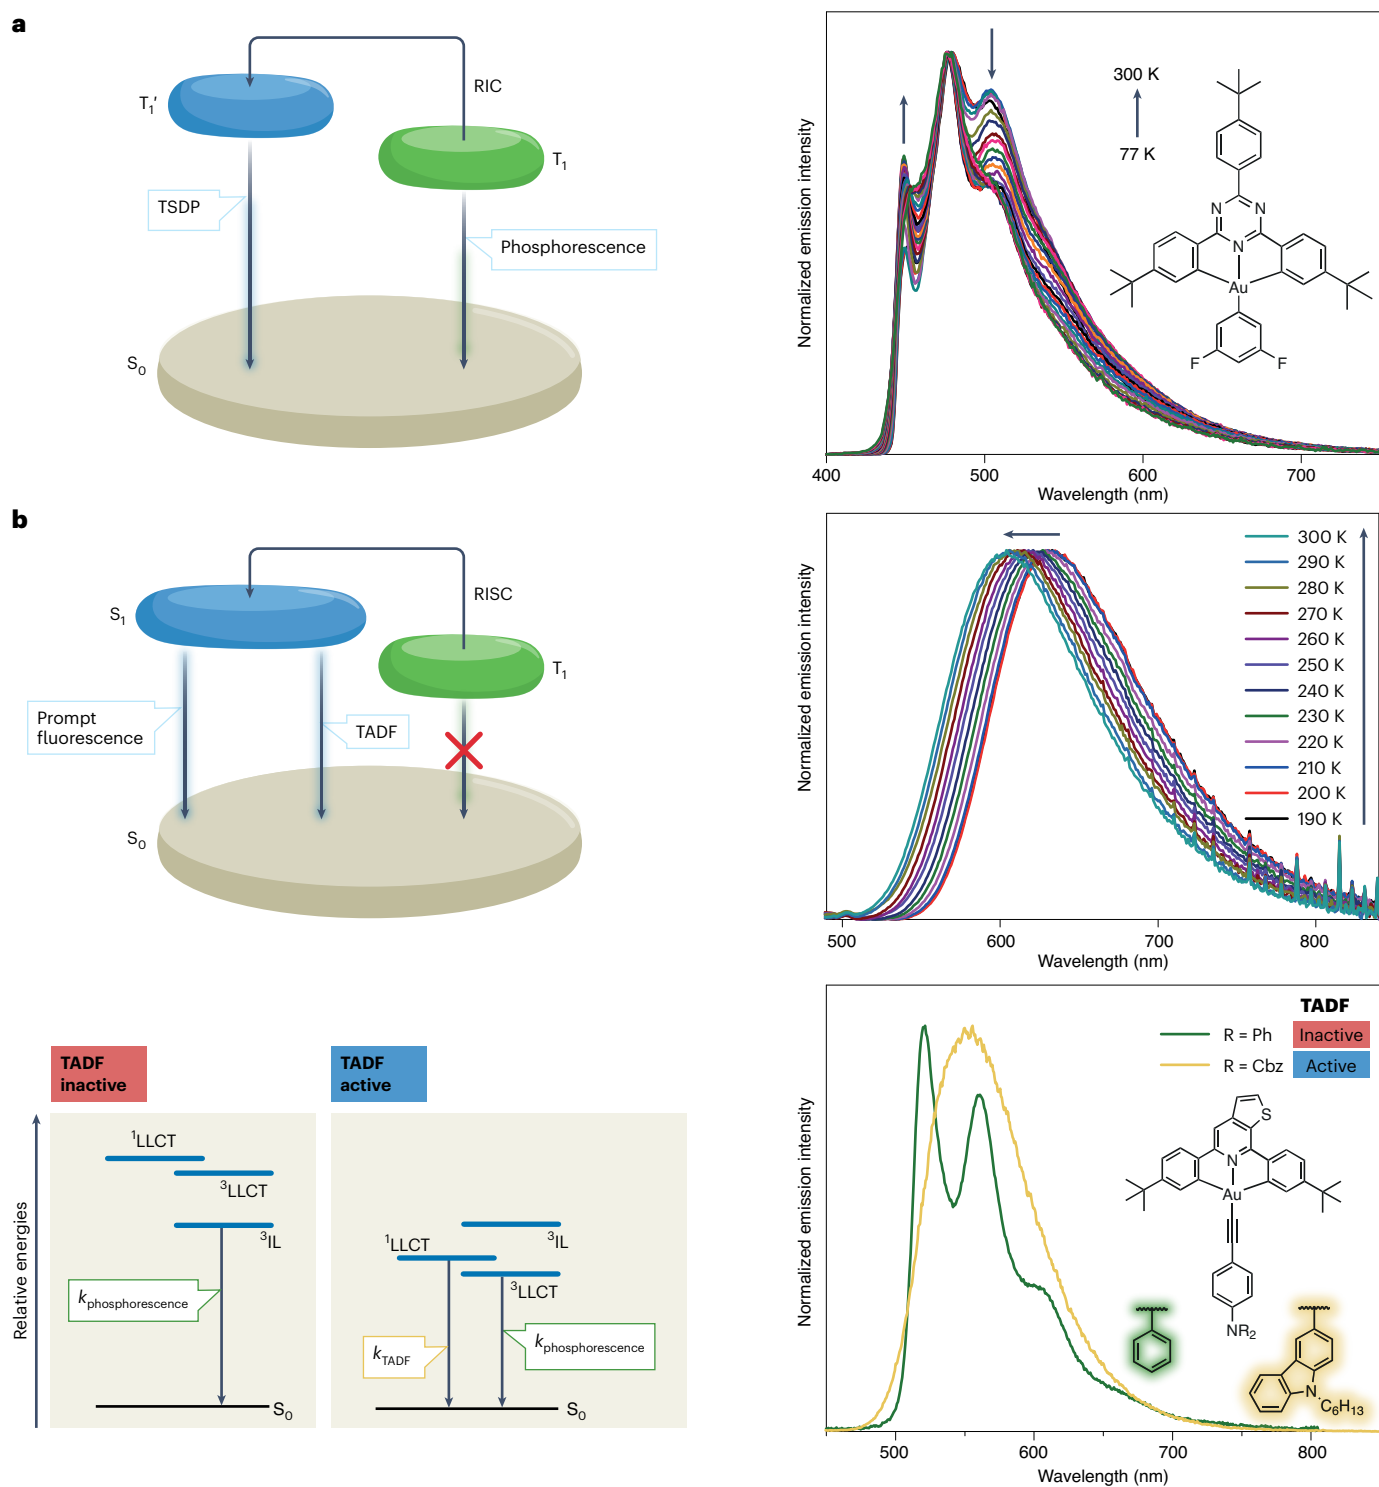 a
T1′
RIC
T1
TSDP
Phosphorescence
S0
Normalized emission intensity
300 K
77 K
N
N
N
Au
F
F
400
500
600
700
Wavelength (nm)
b
S1
RISC
T1
Prompt
fluorescence
TADF
S0
Normalized emission intensity
300 K
290 K
280 K
270 K
260 K
250 K
240 K
230 K
220 K
210 K
200 K
190 K
500
600
700
800
Wavelength (nm)
TADF
inactive
TADF
active
Relative energies
1LLCT
3LLCT
3IL
kphosphorescence
S0
1LLCT
3IL
3LLCT
kTADF
kphosphorescence
S0
Normalized emission intensity
TADF
R = Ph
Inactive
R = Cbz
Active
S
N
Au
NR2
N
C6H13
500
600
700
800
Wavelength (nm)